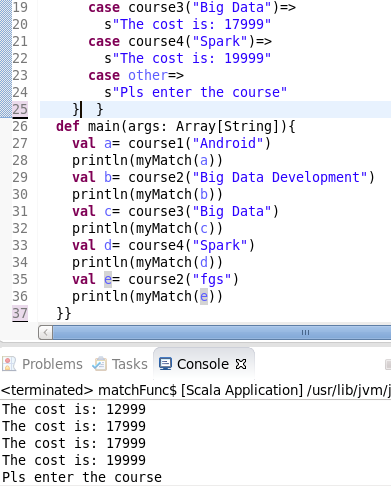 19 case course3("Big Data")=>
20 s"The cost is: 17999"
21 case course4("Spark")=>
22 s"The cost is: 19999"
23 case other=>
24 s"Pls enter the course"
25 } }
26 def main(args: Array[String]){
27 val a= course1("Android")
28 println(myMatch(a))
29 val b= course2("Big Data Development")
30 println(myMatch(b))
31 val c= course3("Big Data")
32 println(myMatch(c))
33 val d= course4("Spark")
34 println(myMatch(d))
35 val e= course2("fgs")
36 println(myMatch(e))
37 }}
Problems Tasks Console
<terminated> matchFunc$ [Scala Application] /usr/lib/jvm/j
The cost is: 12999
The cost is: 17999
The cost is: 17999
The cost is: 19999
Pls enter the course